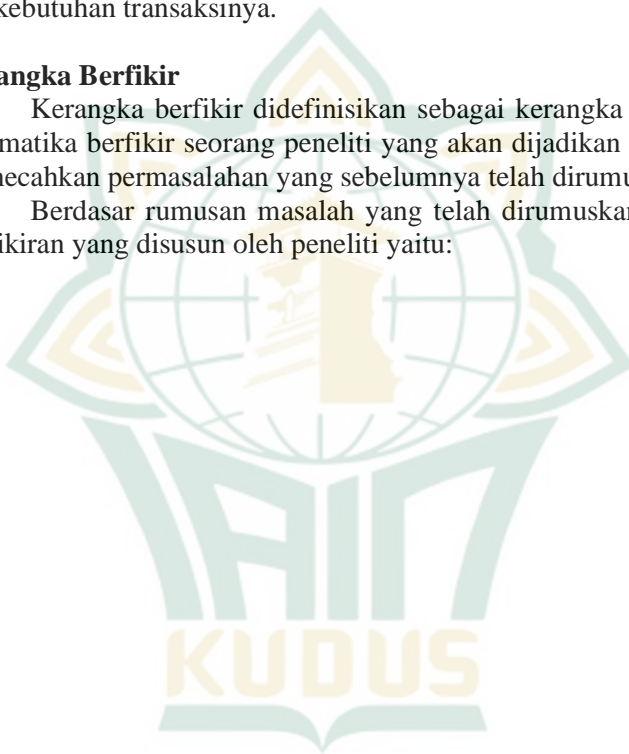 kebutuhan transaksinya.
angka Berfikir
Kerangka berfikir didefinisikan sebagai kerangka
matika berfikir seorang peneliti yang akan dijadikan
necahkan permasalahan yang sebelumnya telah dirumu
Berdasar rumusan masalah yang telah dirumuskan
ikiran yang disusun oleh peneliti yaitu:
IAIN
KUDUS